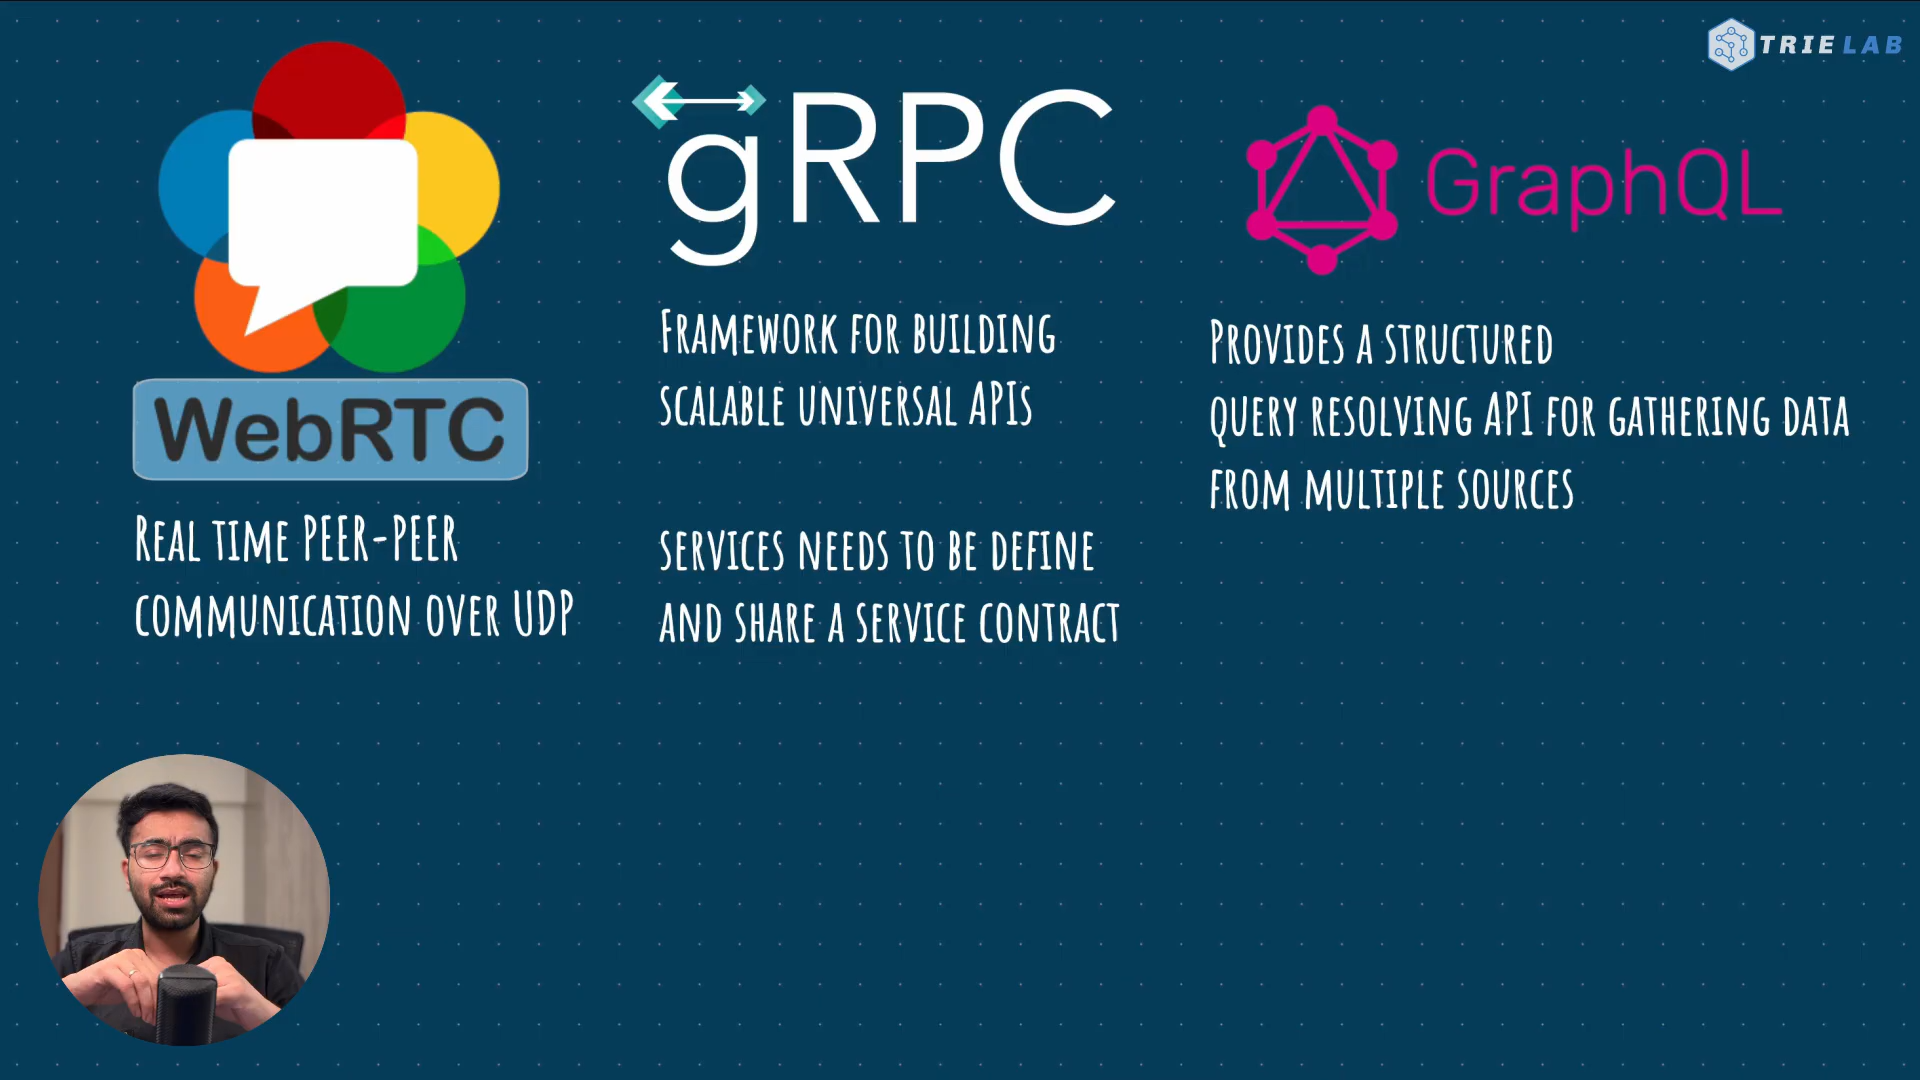 TRIE LAB
WebRTC
Real time peer-peer
communication over UDP
gRPC
Framework for building
scalable universal APIs
services needs to be define
and share a service contract
GraphQL
Provides a structured
query resolving API for gathering data
from multiple sources